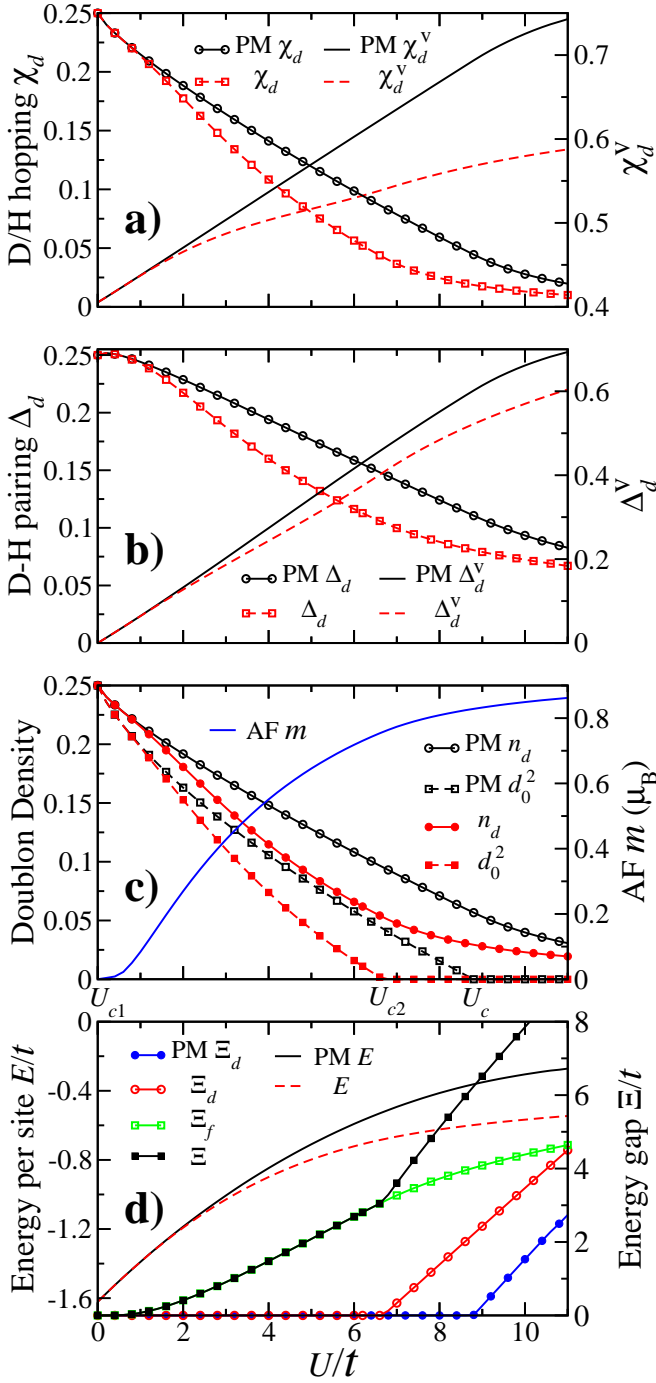 0.25
0.2
0.15
0.1
0.05
0
D/H hopping χ_d
PM χ_d
PM χ_d^v
χ_d
χ_d^v
a)
0.7
0.6
0.5
0.4
χ_d^v
0.25
0.2
0.15
0.1
0.05
0
D-H pairing Δ_d
b)
PM Δ_d
PM Δ_d^v
Δ_d
Δ_d^v
0.6
0.4
0.2
0
Δ_d^v
0.25
0.2
0.15
0.1
0.05
0
Doublon Density
AF m
PM n_d
PM d_0^2
n_d
d_0^2
c)
0.8
0.6
0.4
0.2
0
AF m (μ_B)
U_c1
U_c2
U_c
0
-0.4
-0.8
-1.2
-1.6
Energy per site E/t
PM Ξ_d
PM E
Ξ_d
E
Ξ_f
Ξ
d)
8
6
4
2
0
Energy gap Ξ/t
0
2
4
6
8
10
U/t